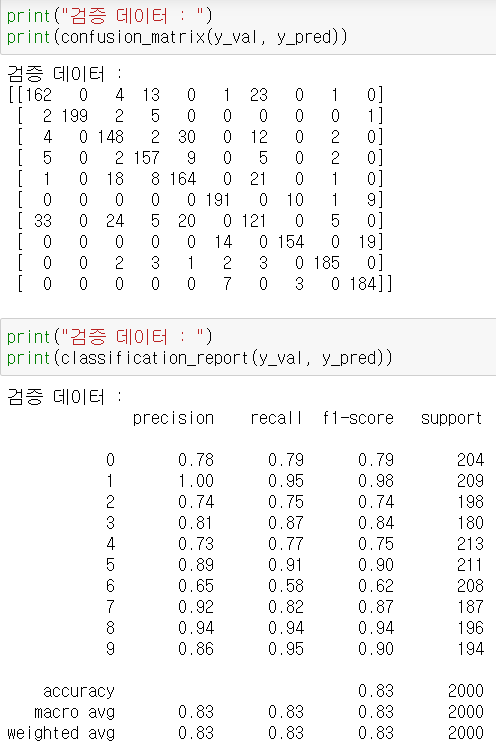 print("검증 데이터 : ")
print(confusion_matrix(y_val, y_pred))
검증 데이터 :
[[162   0   4  13   0   1  23   0   1   0]
 [  2 199   2   5   0   0   0   0   0   1]
 [  4   0 148   2  30   0  12   0   2   0]
 [  5   0   2 157   9   0   5   0   2   0]
 [  1   0  18   8 164   0  21   0   1   0]
 [  0   0   0   0   0 191   0  10   1   9]
 [ 33   0  24   5  20   0 121   0   5   0]
 [  0   0   0   0   0  14   0 154   0  19]
 [  0   0   2   3   1   2   3   0 185   0]
 [  0   0   0   0   0   7   0   3   0 184]]
print("검증 데이터 : ")
print(classification_report(y_val, y_pred))
검증 데이터 :
              precision    recall  f1-score   support
           0       0.78      0.79      0.79       204
           1       1.00      0.95      0.98       209
           2       0.74      0.75      0.74       198
           3       0.81      0.87      0.84       180
           4       0.73      0.77      0.75       213
           5       0.89      0.91      0.90       211
           6       0.65      0.58      0.62       208
           7       0.92      0.82      0.87       187
           8       0.94      0.94      0.94       196
           9       0.86      0.95      0.90       194
    accuracy                           0.83      2000
   macro avg       0.83      0.83      0.83      2000
weighted avg       0.83      0.83      0.83      2000